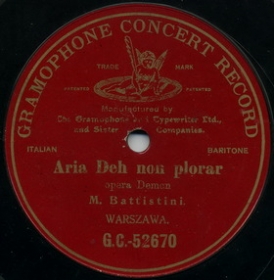 GRAMOPHONE CONCERT RECORD
TRADE MARK
Manufactured by
The Gramophone and Typewriter Ltd.,
and Sister Companies.
ITALIAN BARITONE
Aria Deh non plorar
opera Demon
M. Battistini.
WARSZAWA.
G.C.-52670